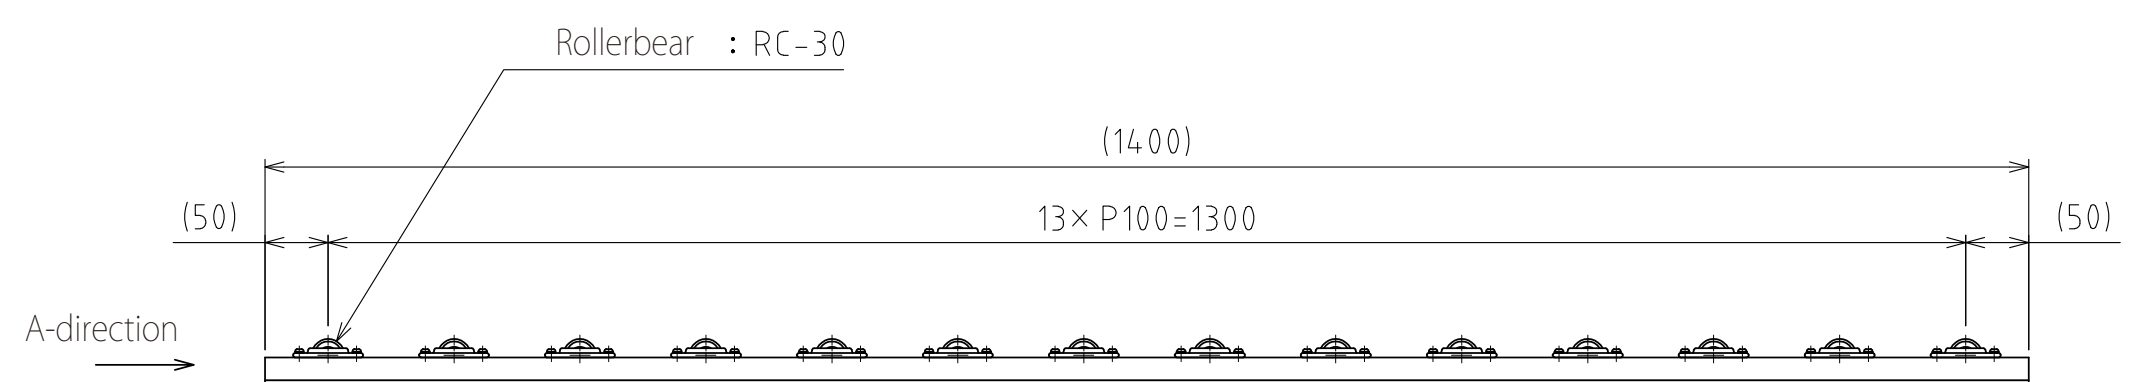 Rollerbear : RC-30
(1400)
(50) 13× P100=1300 (50)
A-direction